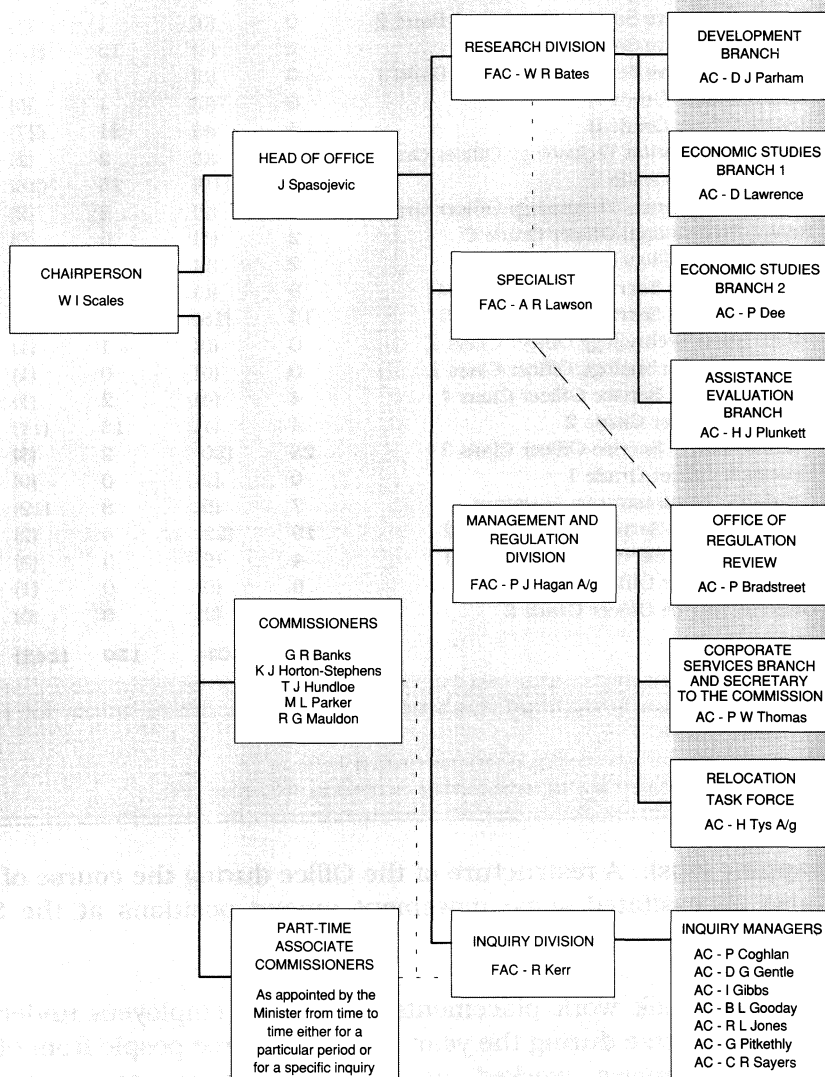 CHAIRPERSON
W I Scales
HEAD OF OFFICE
J Spasojevic
COMMISSIONERS
G R Banks
K J Horton-Stephens
T J Hundloe
M L Parker
R G Mauldon
PART-TIME
ASSOCIATE
COMMISSIONERS
As appointed by the
Minister from time to
time either for a
particular period or
for a specific inquiry
RESEARCH DIVISION
FAC - W R Bates
SPECIALIST
FAC - A R Lawson
MANAGEMENT AND
REGULATION
DIVISION
FAC - P J Hagan A/g
INQUIRY DIVISION
FAC - R Kerr
DEVELOPMENT
BRANCH
AC - D J Parham
ECONOMIC STUDIES
BRANCH 1
AC - D Lawrence
ECONOMIC STUDIES
BRANCH 2
AC - P Dee
ASSISTANCE
EVALUATION
BRANCH
AC - H J Plunkett
OFFICE OF
REGULATION
REVIEW
AC - P Bradstreet
CORPORATE
SERVICES BRANCH
AND SECRETARY
TO THE COMMISSION
AC - P W Thomas
RELOCATION
TASK FORCE
AC - H Tys A/g
INQUIRY MANAGERS
AC - P Coghlan
AC - D G Gentle
AC - I Gibbs
AC - B L Gooday
AC - R L Jones
AC - G Pitkethly
AC - C R Sayers